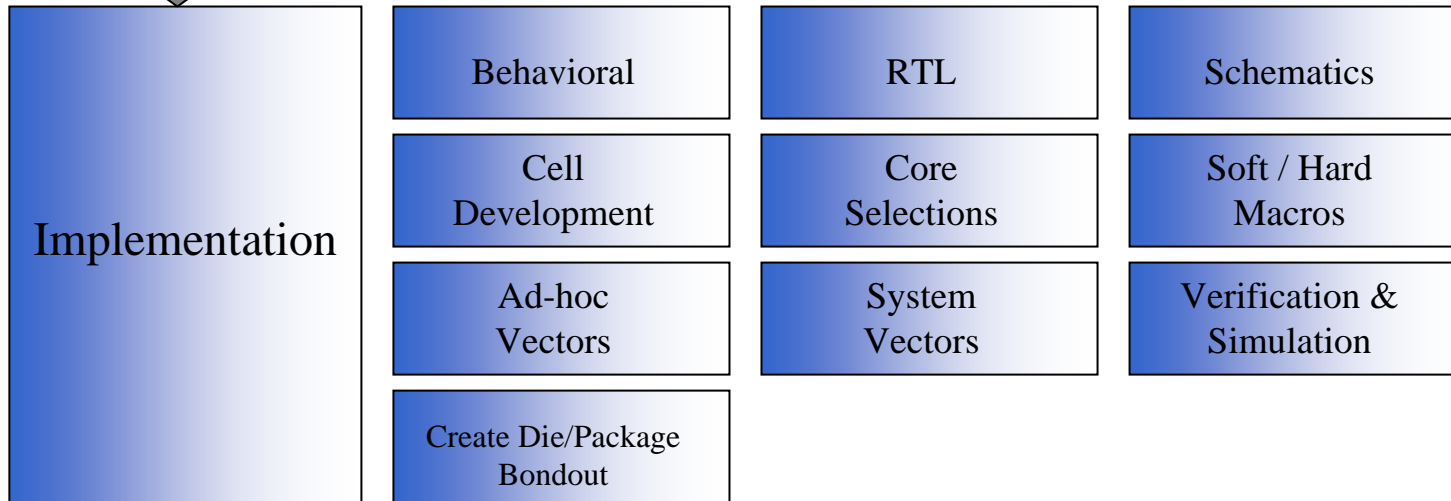 Implementation
Behavioral
RTL
Schematics
Cell
Development
Core
Selections
Soft / Hard
Macros
Ad-hoc
Vectors
System
Vectors
Verification &
Simulation
Create Die/Package
Bondout